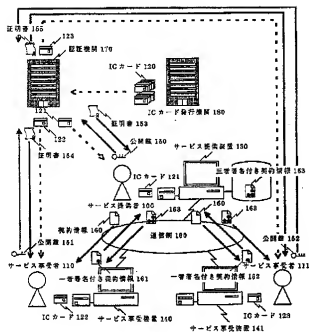 証明書 155
123
認証機関 170
ICカード 120
121
122
ICカード発行機関 180
証明書 153
証明書 154
公開鍵 150
サービス提供装置 130
ICカード 121
三署名付き契約情報 163
サービス提供者 100
163
160
163
契約情報 160
通信網 190
公開鍵 151
公開鍵 152
サービス享受者 110
一署名付き契約情報 161
二署名付き契約情報 162
サービス享受者 111
ICカード 122
サービス享受装置 140
ICカード 123
サービス享受装置 141